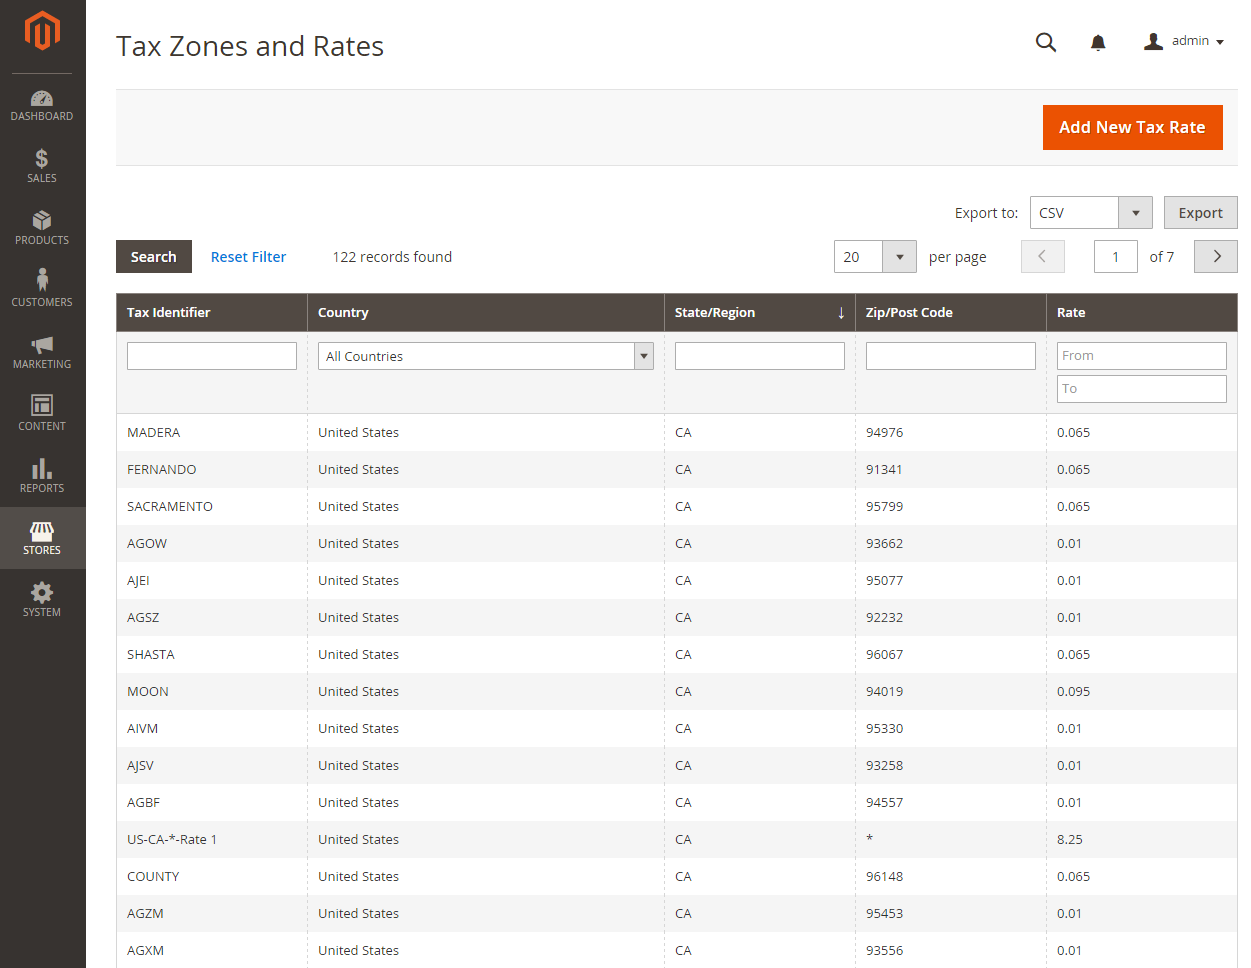 Tax Zones and Rates
admin
DASHBOARD
SALES
PRODUCTS
CUSTOMERS
MARKETING
CONTENT
REPORTS
STORES
SYSTEM
Add New Tax Rate
Export to: CSV Export
Search Reset Filter 122 records found 20 per page 1 of 7
Tax Identifier Country State/Region ↓ Zip/Post Code Rate
All Countries From
To
MADERA United States CA 94976 0.065
FERNANDO United States CA 91341 0.065
SACRAMENTO United States CA 95799 0.065
AGOW United States CA 93662 0.01
AJEI United States CA 95077 0.01
AGSZ United States CA 92232 0.01
SHASTA United States CA 96067 0.065
MOON United States CA 94019 0.095
AIVM United States CA 95330 0.01
AJSV United States CA 93258 0.01
AGBF United States CA 94557 0.01
US-CA-*-Rate 1 United States CA * 8.25
COUNTY United States CA 96148 0.065
AGZM United States CA 95453 0.01
AGXM United States CA 93556 0.01